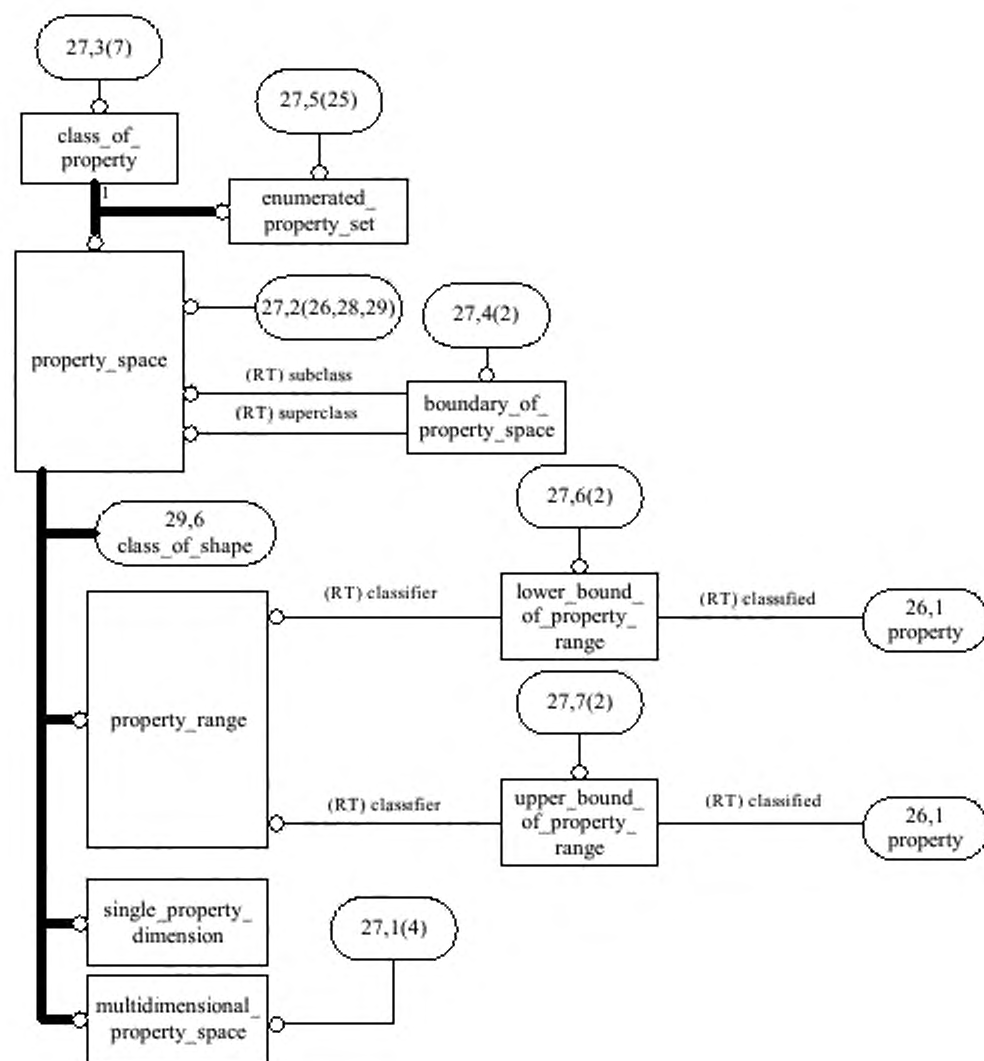 27,3(7)
27,5(25)
class_of_
property
1
enumerated_
property_set
27,2(26,28,29)
27,4(2)
property_space
(RT) subclass
(RT) superclass
boundary_of_
property_space
27,6(2)
29,6
class_of_shape
(RT) classifier
lower_bound_
of_property_
range
(RT) classified
26,1
property
27,7(2)
property_range
(RT) classifier
upper_bound_
of_property_
range
(RT) classified
26,1
property
single_property_
dimension
27,1(4)
multidimensional_
property_space